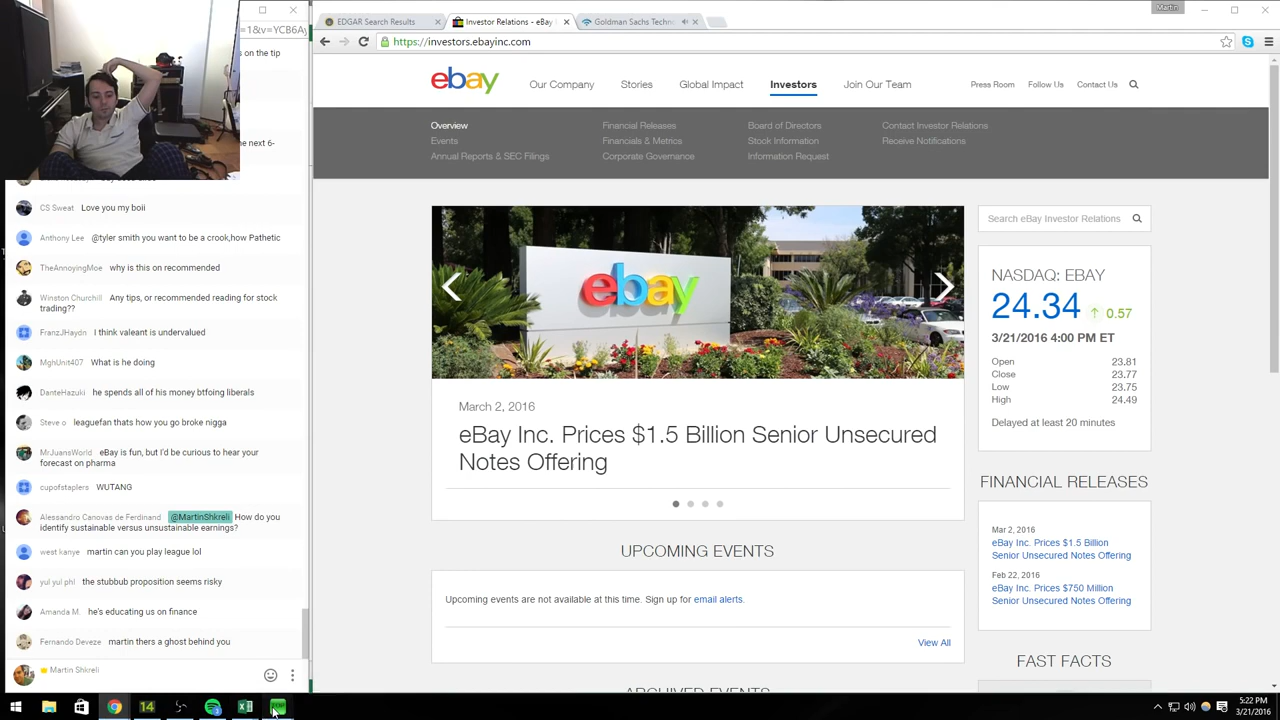 EDGAR Search Results
Investor Relations - eBay I
Goldman Sachs Techno
Martin
=1&v=YCB6Ay
https://investors.ebayinc.com
s on the tip
e next 6-
CS Sweat Love you my boii
Anthony Lee @tyler smith you want to be a crook,how Pathetic
TheAnnoyingMoe why is this on recommended
Winston Churchill Any tips, or recommended reading for stock
trading??
FranzJHaydn I think valeant is undervalued
MghUnit407 What is he doing
DanteHazuki he spends all of his money btfoing liberals
Steve o leaguefan thats how you go broke nigga
MrJuansWorld eBay is fun, but I'd be curious to hear your
forecast on pharma
cupofstaplers WUTANG
Alessandro Canovas de Ferdinand @MartinShkreli How do you
identify sustainable versus unsustainable earnings?
west kanye martin can you play league lol
yul yul phl the stubbub proposition seems risky
Amanda M. he's educating us on finance
Fernando Deveze martin thers a ghost behind you
Martin Shkreli
ebay
Our Company
Stories
Global Impact
Investors
Join Our Team
Press Room
Follow Us
Contact Us
Overview
Events
Annual Reports & SEC Filings
Financial Releases
Financials & Metrics
Corporate Governance
Board of Directors
Stock Information
Information Request
Contact Investor Relations
Receive Notifications
ebay
March 2, 2016
eBay Inc. Prices $1.5 Billion Senior Unsecured
Notes Offering
UPCOMING EVENTS
Upcoming events are not available at this time. Sign up for email alerts.
View All
ARCHIVED EVENTS
Search eBay Investor Relations
NASDAQ: EBAY
24.34 ↑ 0.57
3/21/2016 4:00 PM ET
Open 23.81
Close 23.77
Low 23.75
High 24.49
Delayed at least 20 minutes
FINANCIAL RELEASES
Mar 2, 2016
eBay Inc. Prices $1.5 Billion
Senior Unsecured Notes Offering
Feb 22, 2016
eBay Inc. Prices $750 Million
Senior Unsecured Notes Offering
FAST FACTS
14
5:22 PM
3/21/2016